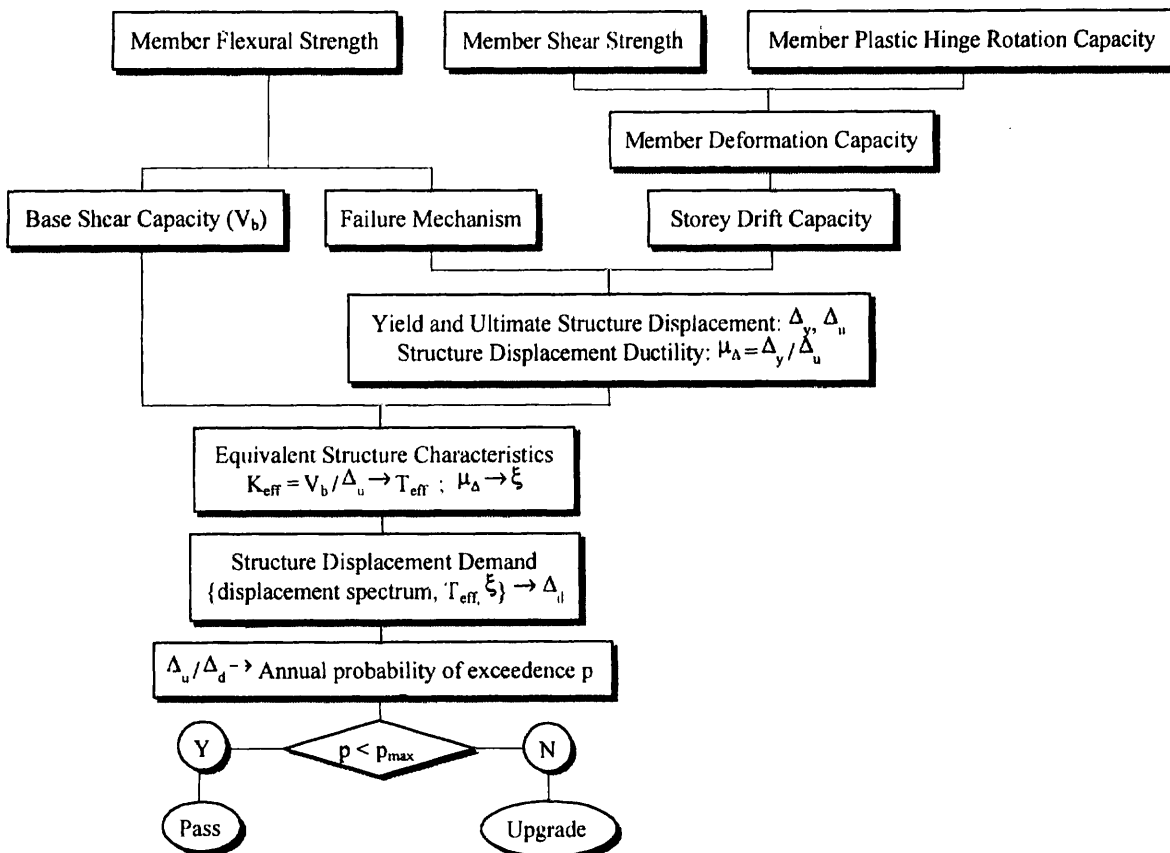 Member Flexural Strength
Member Shear Strength
Member Plastic Hinge Rotation Capacity
Member Deformation Capacity
Base Shear Capacity (V_b)
Failure Mechanism
Storey Drift Capacity
Yield and Ultimate Structure Displacement: Δ_y, Δ_u
Structure Displacement Ductility: μ_Δ=Δ_y/Δ_u
Equivalent Structure Characteristics
K_eff = V_b/Δ_u→T_eff ; μ_Δ→ξ
Structure Displacement Demand
{displacement spectrum, T_eff, ξ} → Δ_d
Δ_u/Δ_d → Annual probability of exceedence p
Y
p < p_max
N
Pass
Upgrade